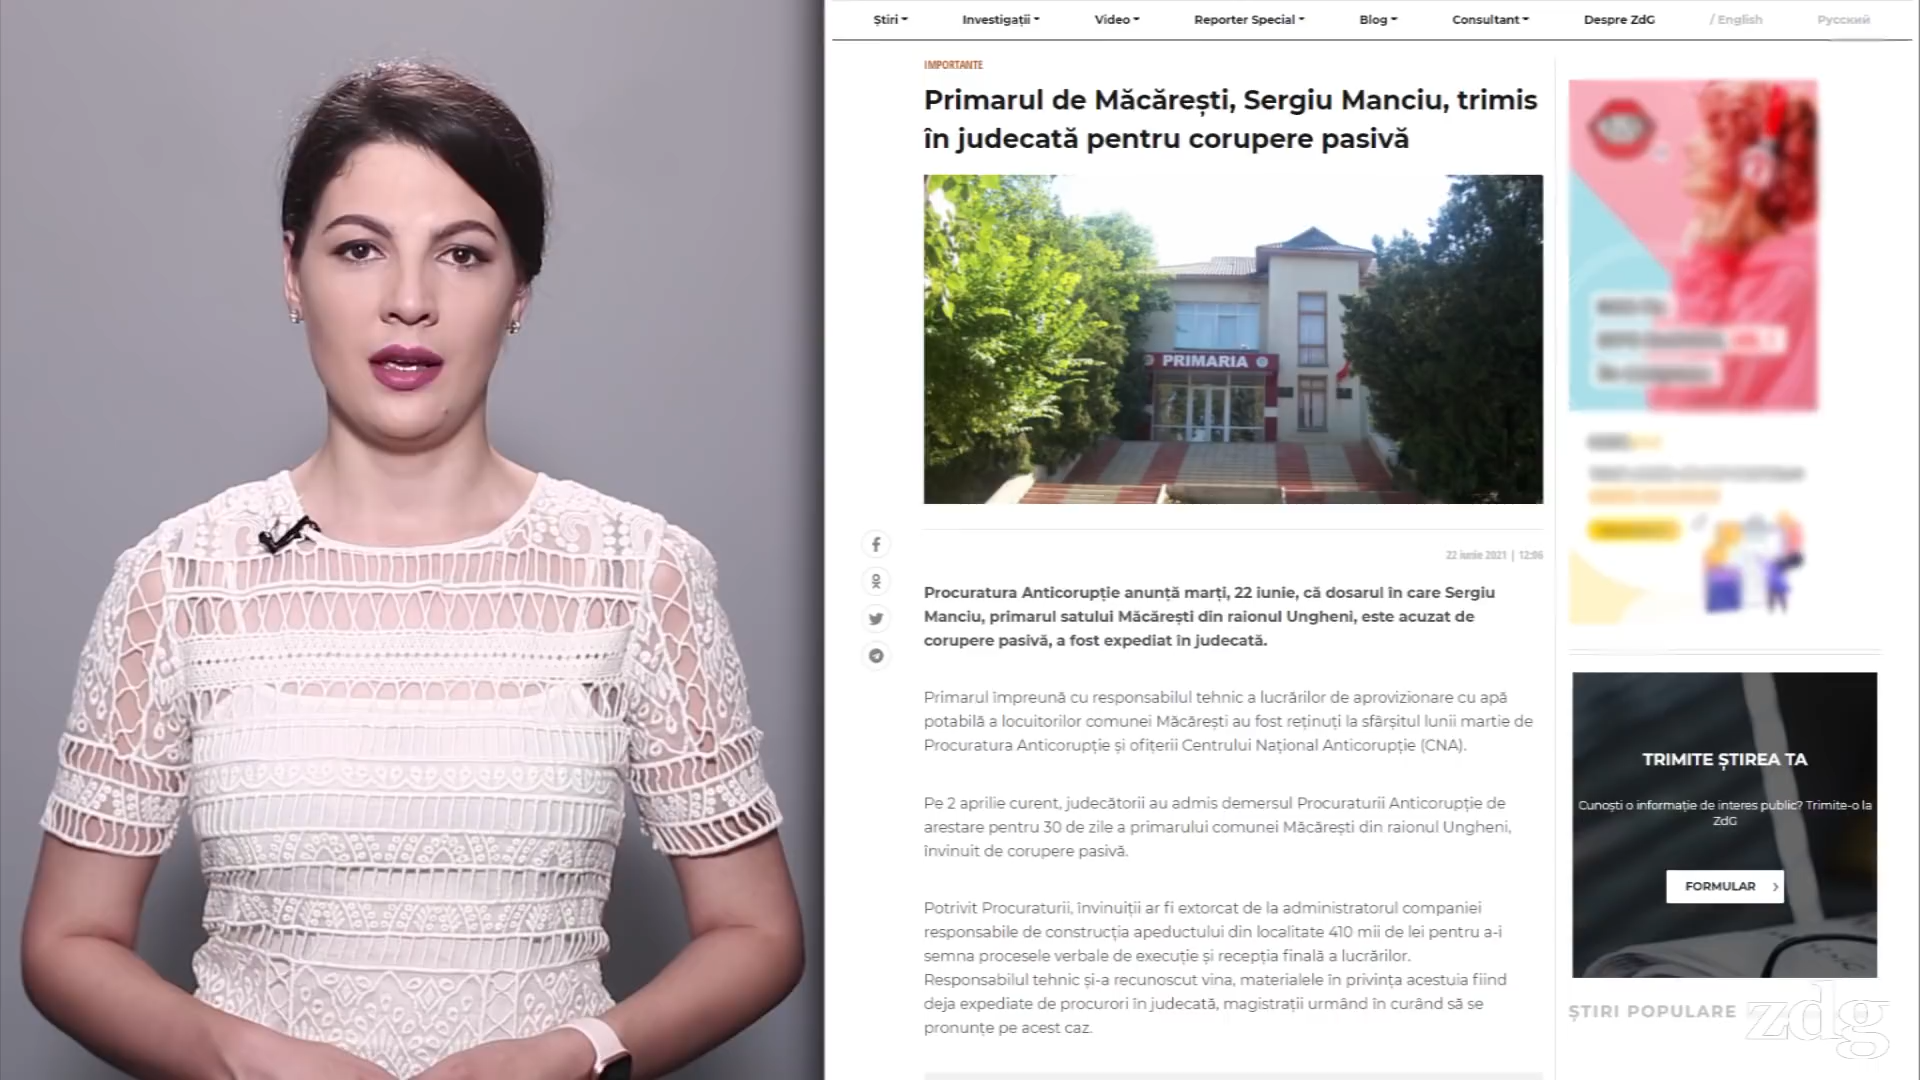 Știri
Investigații
Video
Reporter Special
Blog
Consultant
Despre ZdG
/ English
Русский
IMPORTANTE
Primarul de Măcărești, Sergiu Manciu, trimis
în judecată pentru corupere pasivă
PRIMARIA
22 iunie 2021 | 12:06
Procuratura Anticorupție anunță marți, 22 iunie, că dosarul în care Sergiu
Manciu, primarul satului Măcărești din raionul Ungheni, este acuzat de
corupere pasivă, a fost expediat în judecată.
Primarul împreună cu responsabilul tehnic a lucrărilor de aprovizionare cu apă
potabilă a locuitorilor comunei Măcărești au fost reținuți la sfârșitul lunii martie de
Procuratura Anticorupție și ofițerii Centrului Național Anticorupție (CNA).
Pe 2 aprilie curent, judecătorii au admis demersul Procuraturii Anticorupție de
arestare pentru 30 de zile a primarului comunei Măcărești din raionul Ungheni,
învinuit de corupere pasivă.
Potrivit Procuraturii, învinuiții ar fi extorcat de la administratorul companiei
responsabile de construcția apeductului din localitate 410 mii de lei pentru a-i
semna procesele verbale de execuție și recepția finală a lucrărilor.
Responsabilul tehnic și-a recunoscut vina, materialele în privința acestuia fiind
deja expediate de procurori în judecată, magistrații urmând în curând să se
pronunțe pe acest caz.
TRIMITE ȘTIREA TA
Cunoști o informație de interes public? Trimite-o la
ZdG
FORMULAR
ȘTIRI POPULARE
zdg